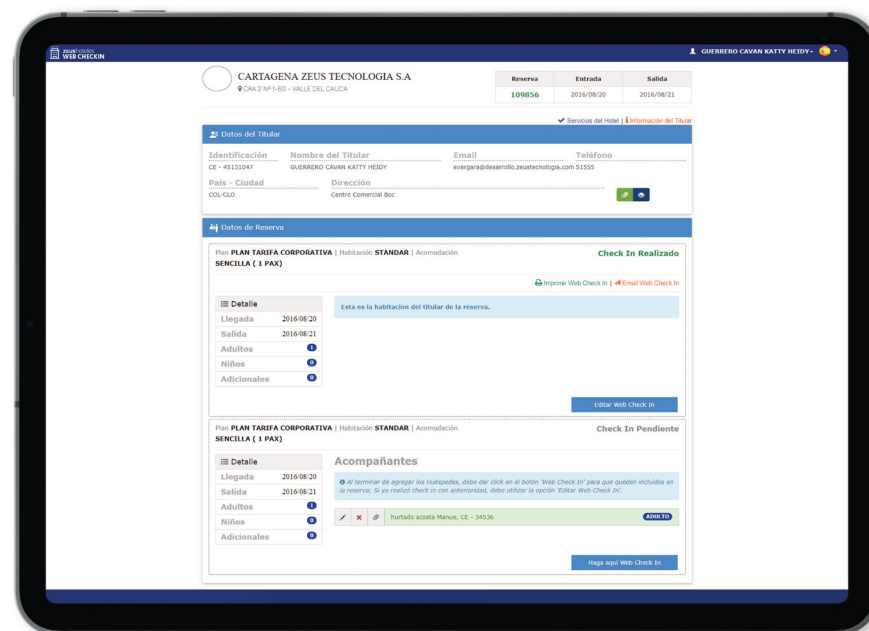 ZEUShoteles
WEB CHECKIN
GUERRERO CAVAN KATTY HEIDY
CARTAGENA ZEUS TECNOLOGIA S.A
CRA 2 Nº 1-60 - VALLE DEL CAUCA
Reserva Entrada Salida
109856 2016/08/20 2016/08/21
Servicios del Hotel | Información del Titular
Datos del Titular
Identificación Nombre del Titular Email Teléfono
CE - 45131047 GUERRERO CAVAN KATTY HEIDY evergara@desarrollo.zeustecnologia.com 51555
País - Ciudad Dirección
COL-CLO Centro Comercial Boc
Datos de Reserva
Plan PLAN TARIFA CORPORATIVA | Habitación STANDAR | Acomodación
SENCILLA ( 1 PAX)
Check In Realizado
Imprimir Web Check In | Email Web Check In
Detalle
Llegada 2016/08/20
Salida 2016/08/21
Adultos 1
Niños 0
Adicionales 0
Esta es la habitacion del titular de la reserva.
Editar Web Check In
Plan PLAN TARIFA CORPORATIVA | Habitación STANDAR | Acomodación
SENCILLA ( 1 PAX)
Check In Pendiente
Detalle
Llegada 2016/08/20
Salida 2016/08/21
Adultos 1
Niños 0
Adicionales 0
Acompañantes
Al terminar de agregar los Huéspedes, debe dar click en el botón 'Web Check In' para que queden incluidos en
la reserva; Si ya realizó check in con anterioridad, debe utilizar la opción 'Editar Web Check In'.
hurtado acosta Manue, CE - 34536 ADULTO
Haga aqui Web Check In